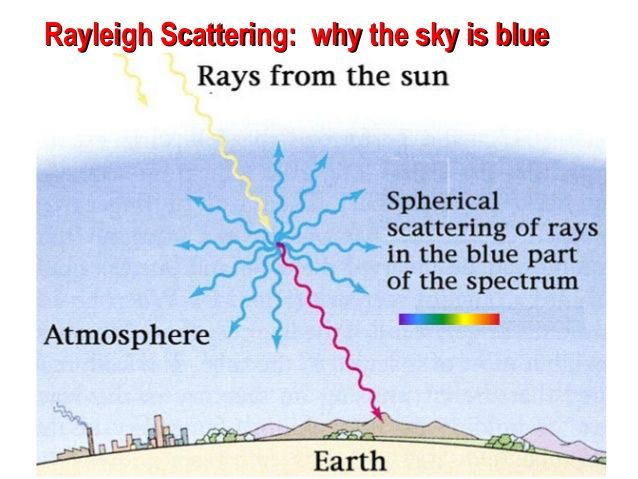 Rayleigh Scattering: why the sky is blue
Rays from the sun
Spherical
scattering of rays
in the blue part
of the spectrum
Atmosphere
Earth